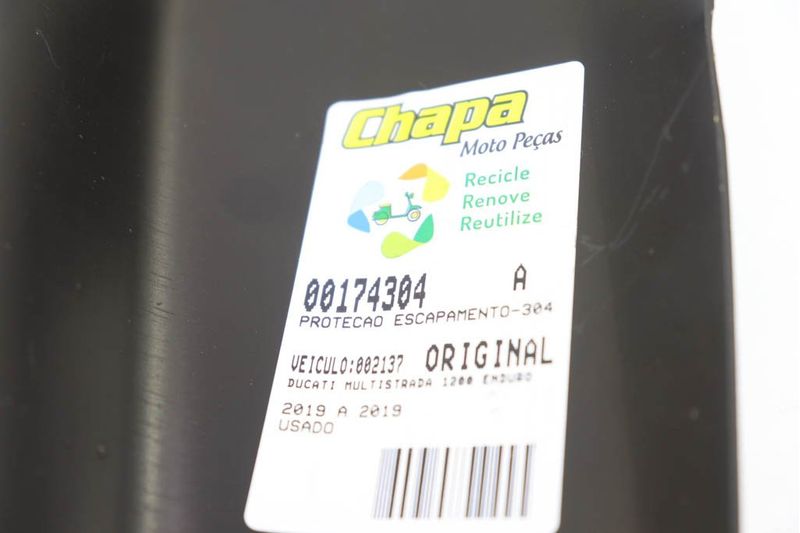 Chapa
Moto Peças
Recicle
Renove
Reutilize
00174304 A
PROTECAO ESCAPAMENTO-304
VEICULO:002137 ORIGINAL
DUCATI MULTISTRADA 1200 ENDURO
2019 A 2019
USADO